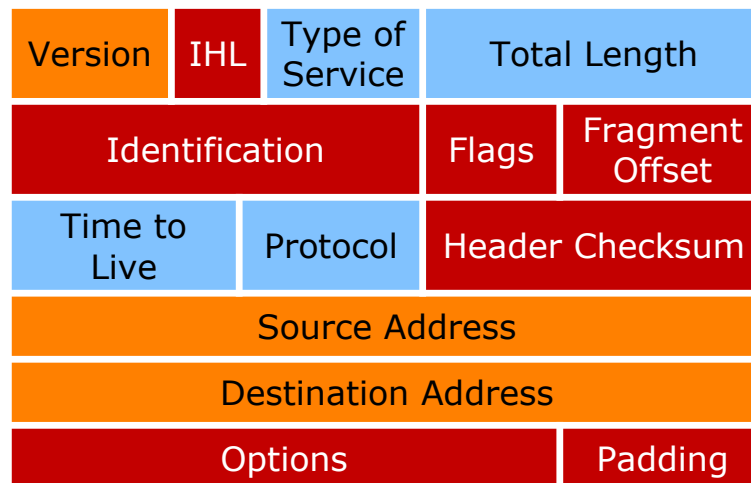 Version
IHL
Type of
Service
Total Length
Identification
Flags
Fragment
Offset
Time to
Live
Protocol
Header Checksum
Source Address
Destination Address
Options
Padding